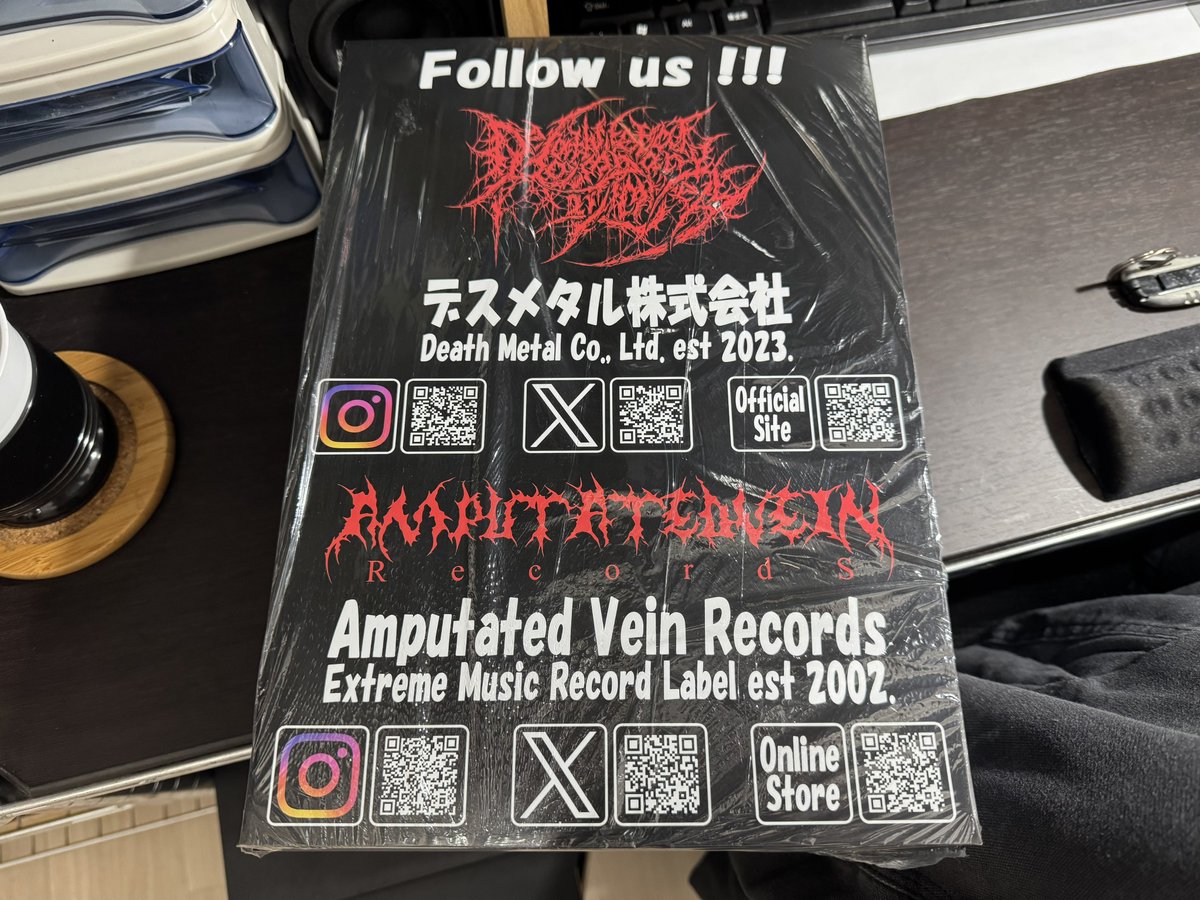 Follow us !!!
デスメタル株式会社
Death Metal Co., Ltd. est 2023.
Official
Site
AMPUTATED VEIN
Records
Amputated Vein Records
Extreme Music Record Label est 2002.
Online
Store